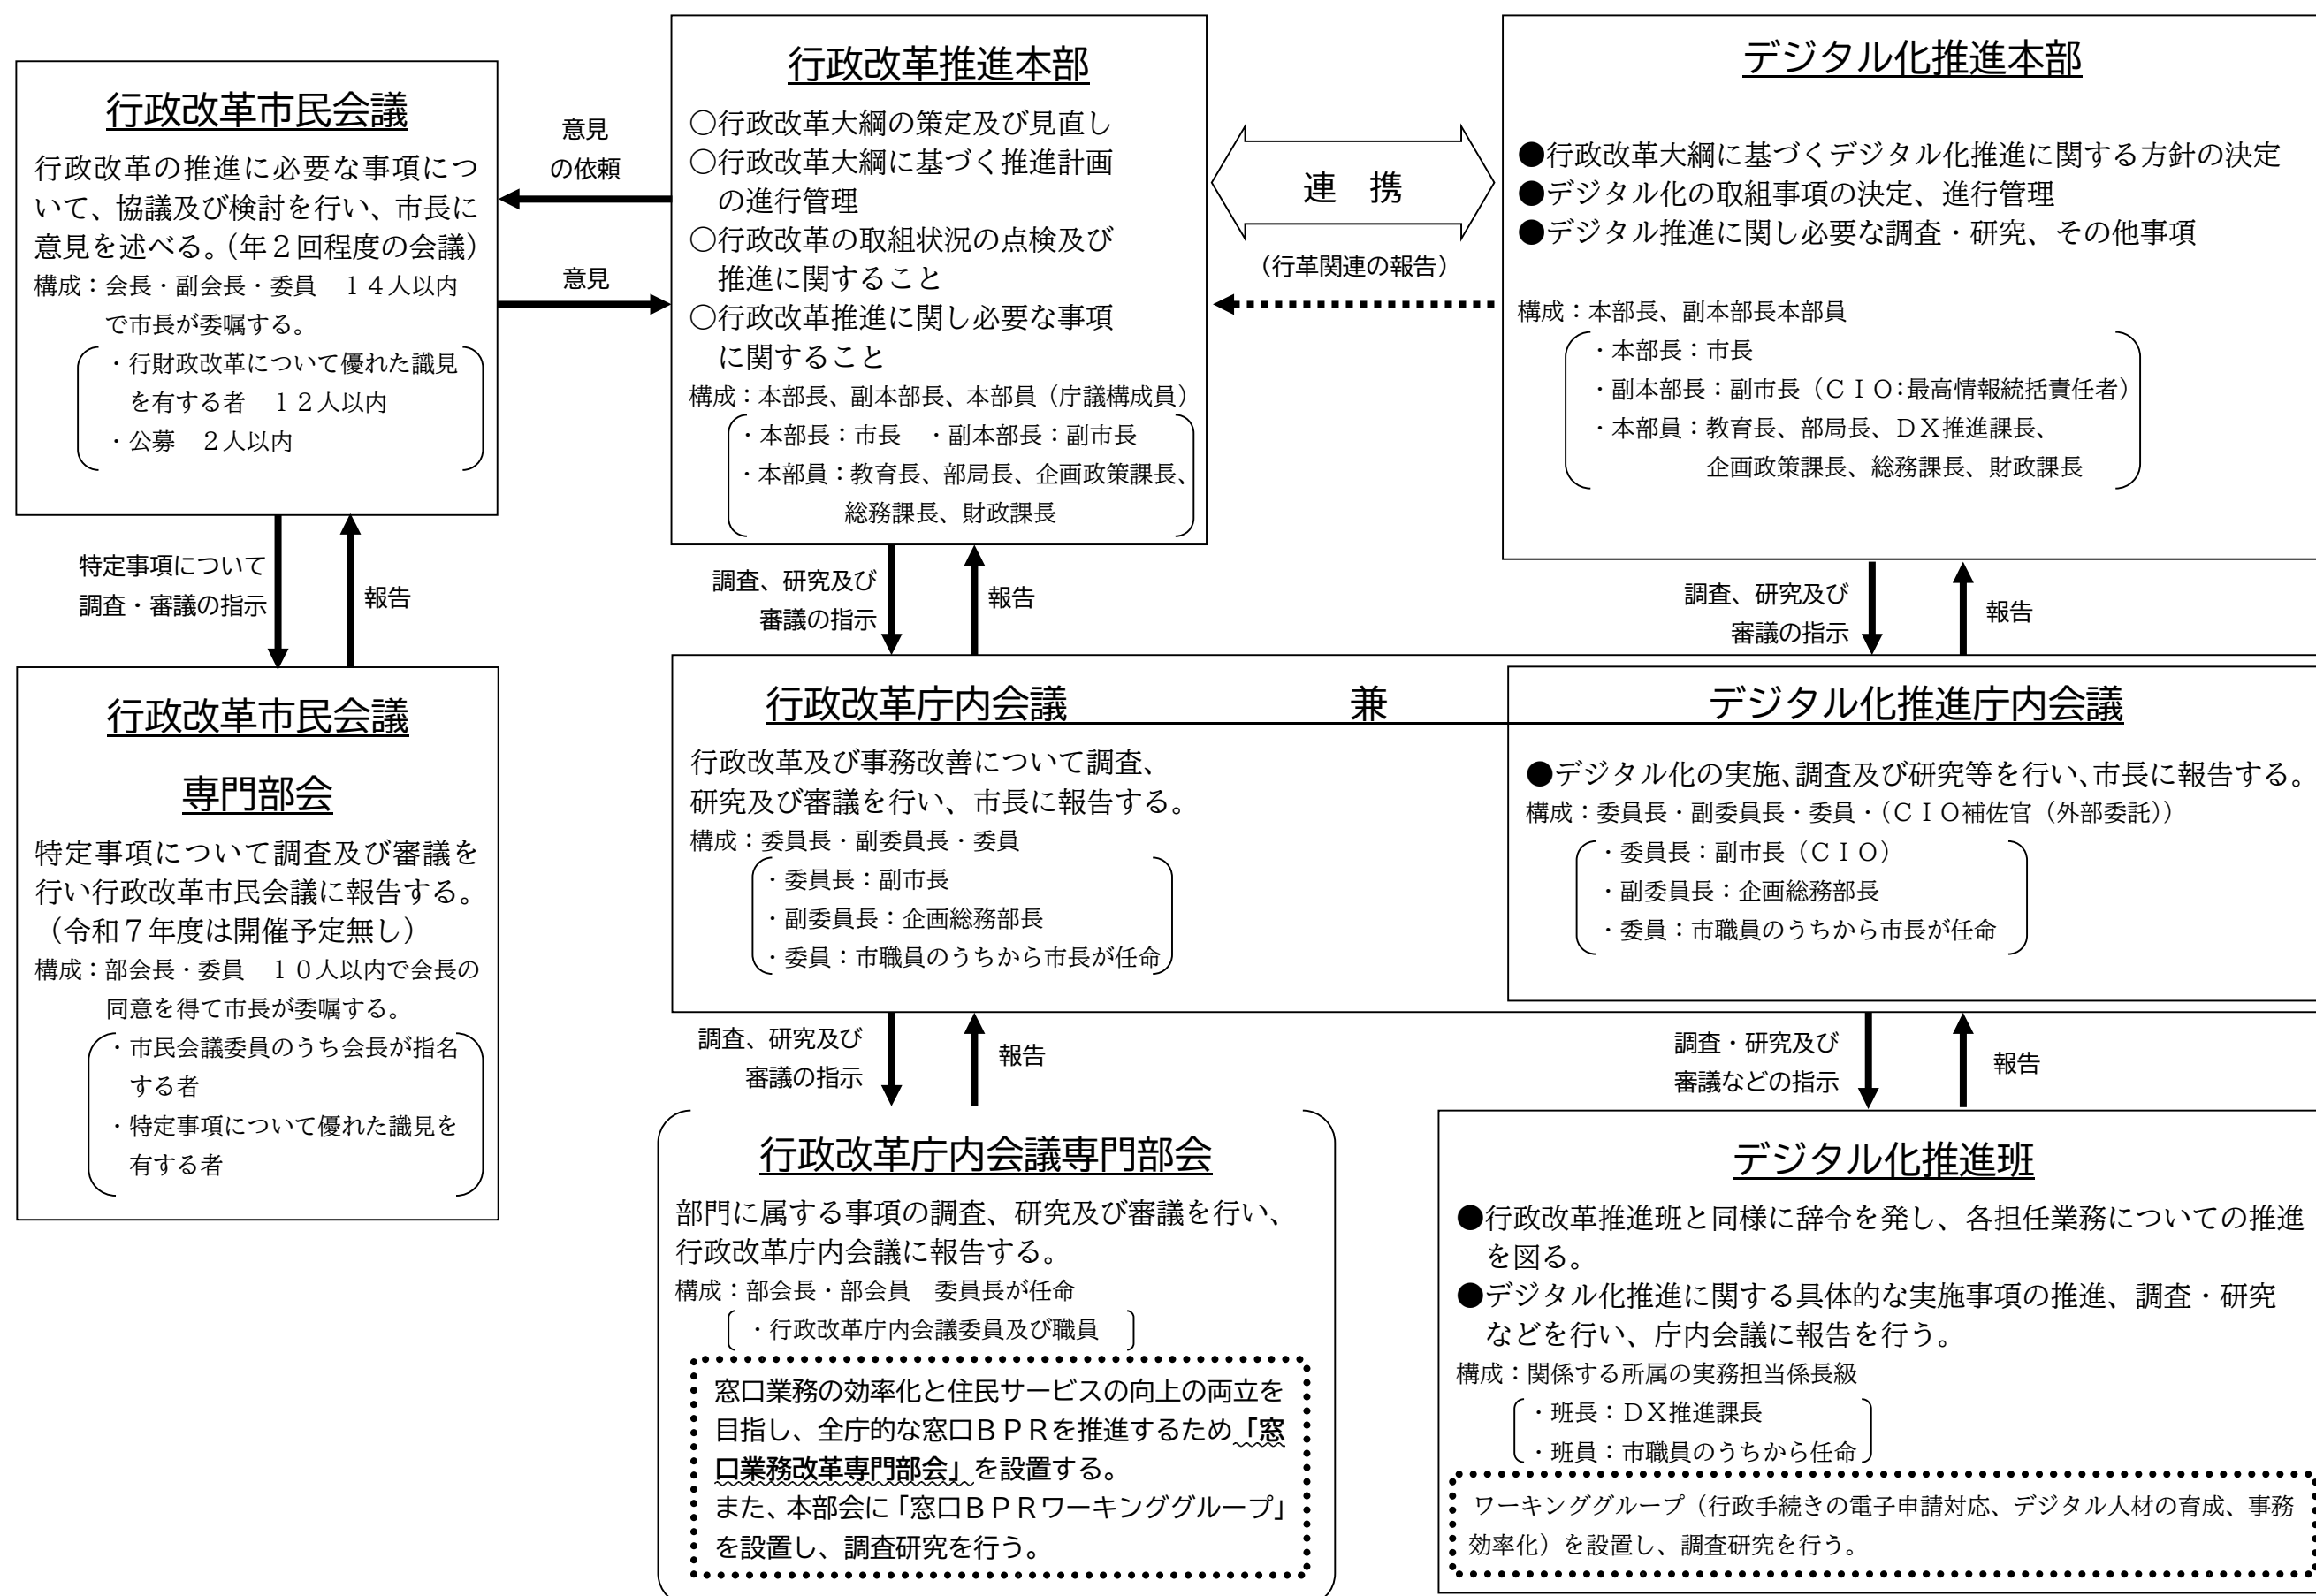 行政改革市民会議
行政改革の推進に必要な事項につ
いて、協議及び検討を行い、市長に
意見を述べる。（年２回程度の会議）
構成：会長・副会長・委員　１４人以内
で市長が委嘱する。
・行財政改革について優れた識見
を有する者　１２人以内
・公募　２人以内
意見
の依頼
意見
行政改革推進本部
○行政改革大綱の策定及び見直し
○行政改革大綱に基づく推進計画
の進行管理
○行政改革の取組状況の点検及び
推進に関すること
○行政改革推進に関し必要な事項
に関すること
構成：本部長、副本部長、本部員（庁議構成員）
・本部長：市長　・副本部長：副市長
・本部員：教育長、部局長、企画政策課長、
総務課長、財政課長
連　携
（行革関連の報告）
デジタル化推進本部
●行政改革大綱に基づくデジタル化推進に関する方針の決定
●デジタル化の取組事項の決定、進行管理
●デジタル推進に関し必要な調査・研究、その他事項
構成：本部長、副本部長本部員
・本部長：市長
・副本部長：副市長（ＣＩＯ：最高情報統括責任者）
・本部員：教育長、部局長、ＤＸ推進課長、
企画政策課長、総務課長、財政課長
特定事項について
調査・審議の指示
報告
調査、研究及び
審議の指示
報告
調査、研究及び
審議の指示
報告
行政改革市民会議
専門部会
特定事項について調査及び審議を
行い行政改革市民会議に報告する。
（令和７年度は開催予定無し）
構成：部会長・委員　１０人以内で会長の
同意を得て市長が委嘱する。
・市民会議委員のうち会長が指名
する者
・特定事項について優れた識見を
有する者
行政改革庁内会議　兼　デジタル化推進庁内会議
行政改革及び事務改善について調査、
研究及び審議を行い、市長に報告する。
構成：委員長・副委員長・委員
・委員長：副市長
・副委員長：企画総務部長
・委員：市職員のうちから市長が任命
●デジタル化の実施、調査及び研究等を行い、市長に報告する。
構成：委員長・副委員長・委員・（ＣＩＯ補佐官（外部委託））
・委員長：副市長（ＣＩＯ）
・副委員長：企画総務部長
・委員：市職員のうちから市長が任命
調査、研究及び
審議の指示
報告
調査・研究及び
審議などの指示
報告
行政改革庁内会議専門部会
部門に属する事項の調査、研究及び審議を行い、
行政改革庁内会議に報告する。
構成：部会長・部会員　委員長が任命
・行政改革庁内会議委員及び職員
窓口業務の効率化と住民サービスの向上の両立を
目指し、全庁的な窓口ＢＰＲを推進するため「窓
口業務改革専門部会」を設置する。
また、本部会に「窓口ＢＰＲワーキンググループ」
を設置し、調査研究を行う。
デジタル化推進班
●行政改革推進班と同様に辞令を発し、各担任業務についての推進
を図る。
●デジタル化推進に関する具体的な実施事項の推進、調査・研究
などを行い、庁内会議に報告を行う。
構成：関係する所属の実務担当係長級
・班長：ＤＸ推進課長
・班員：市職員のうちから任命
ワーキンググループ（行政手続きの電子申請対応、デジタル人材の育成、事務
効率化）を設置し、調査研究を行う。